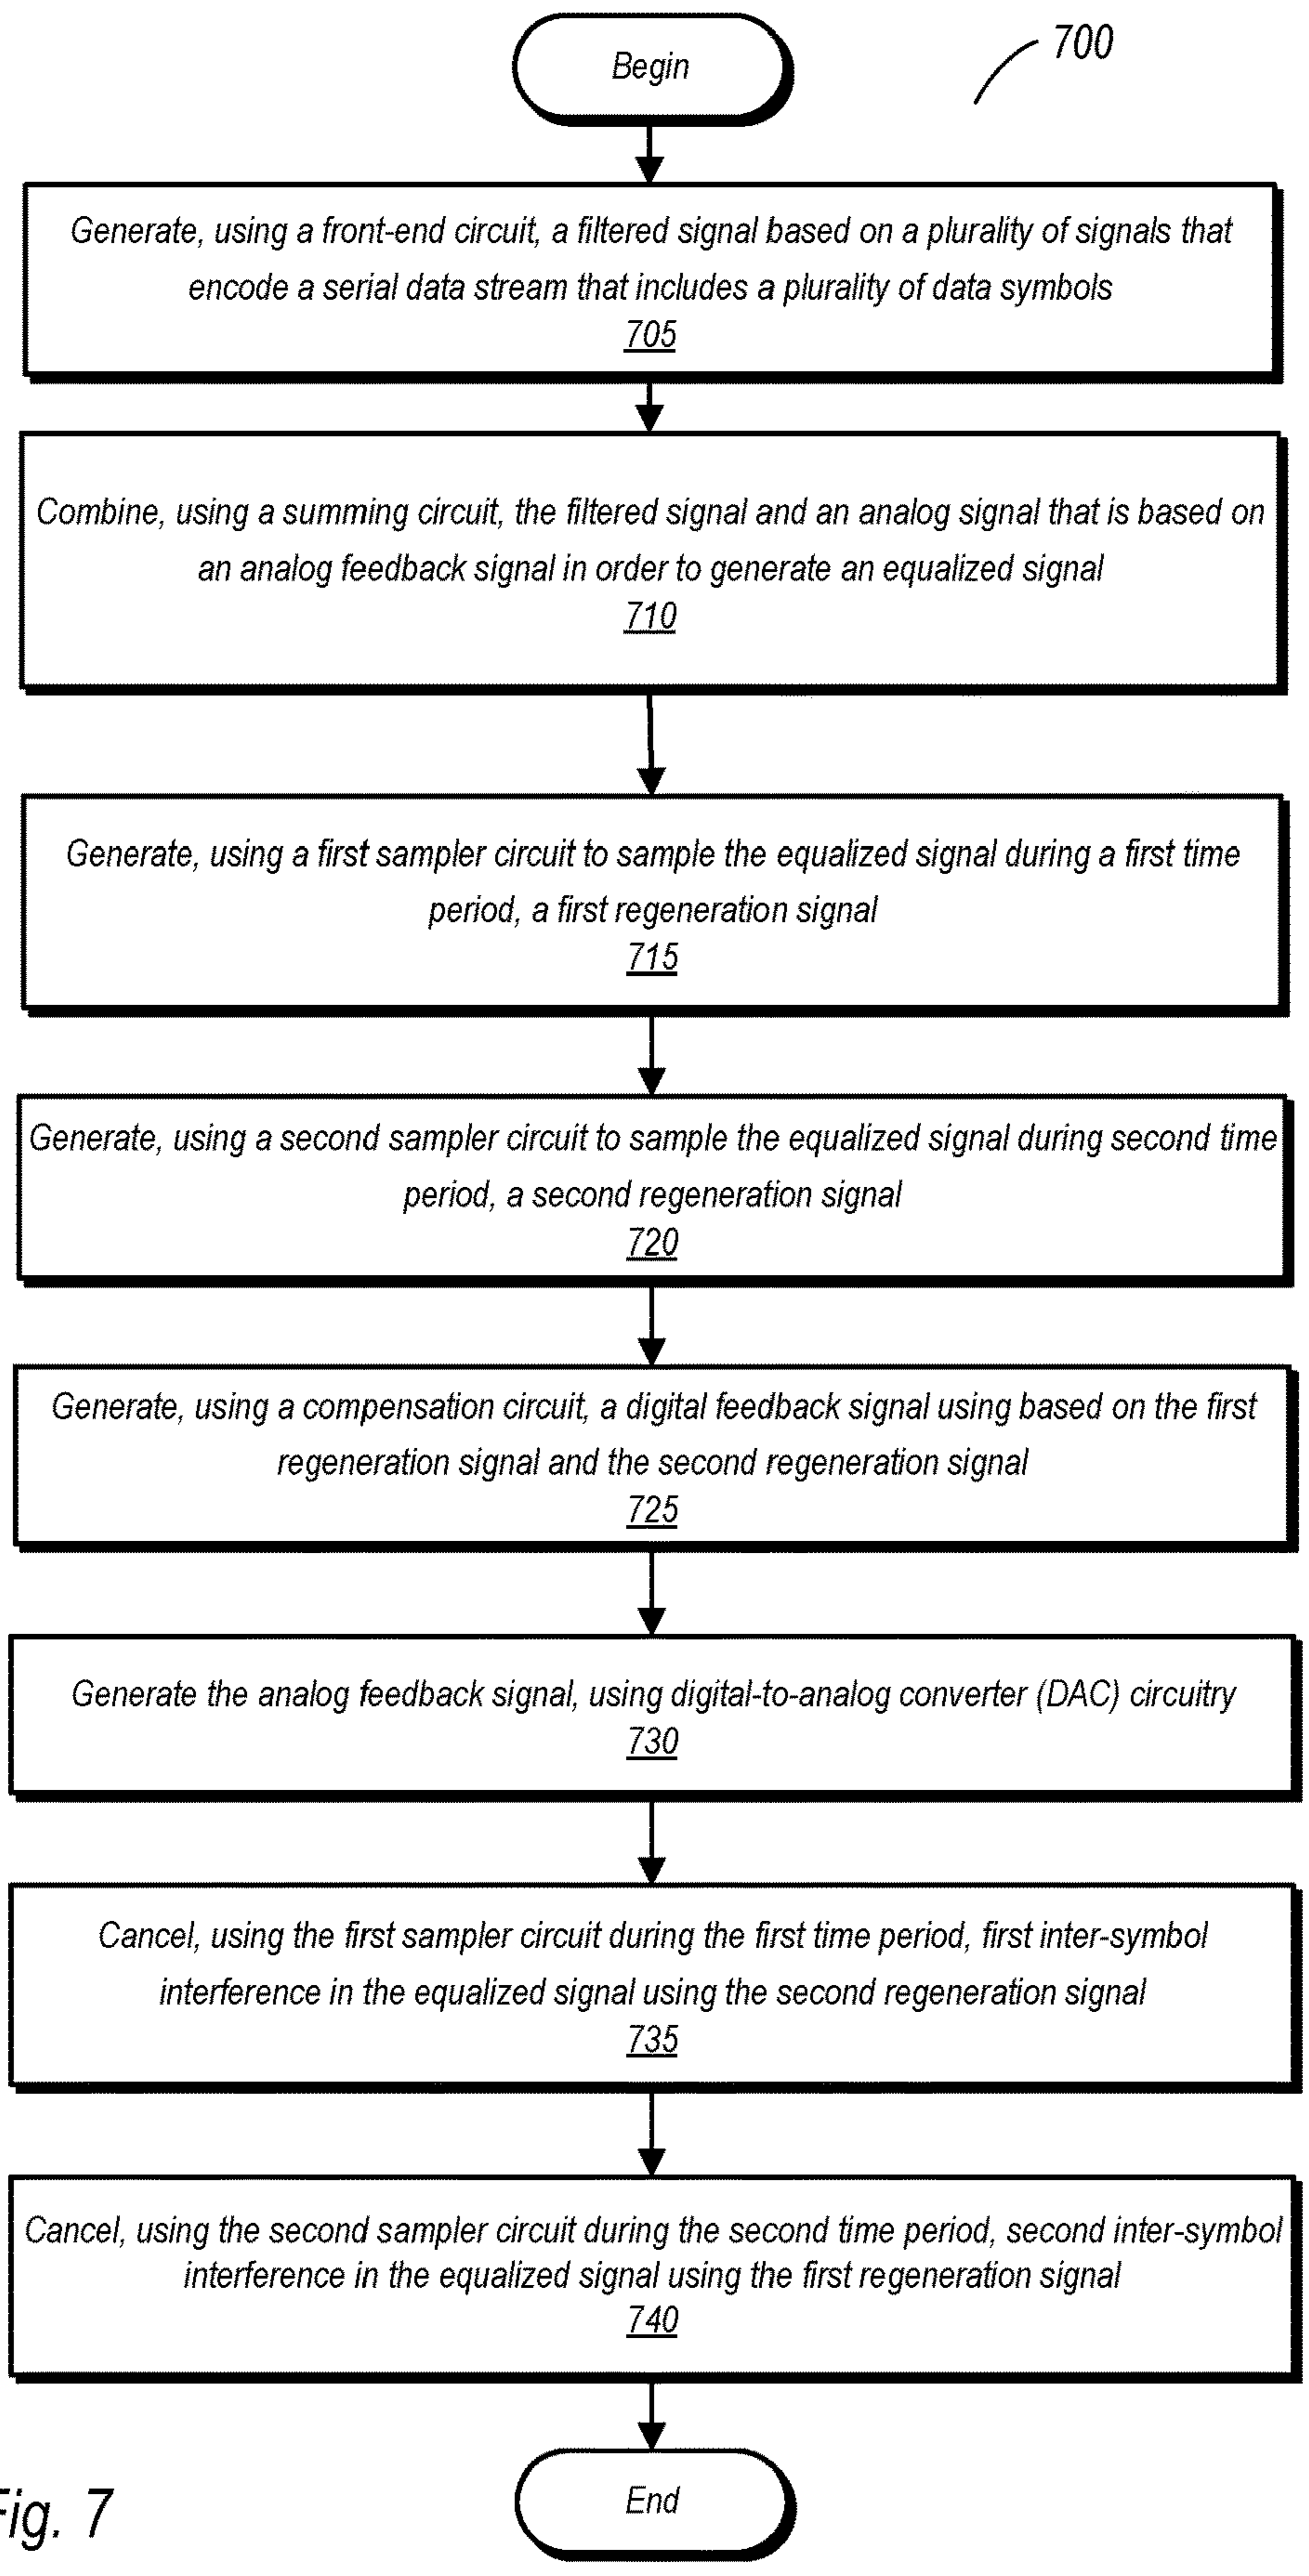 Begin
700
Generate, using a front-end circuit, a filtered signal based on a plurality of signals that
encode a serial data stream that includes a plurality of data symbols
705
Combine, using a summing circuit, the filtered signal and an analog signal that is based on
an analog feedback signal in order to generate an equalized signal
710
Generate, using a first sampler circuit to sample the equalized signal during a first time
period, a first regeneration signal
715
Generate, using a second sampler circuit to sample the equalized signal during second time
period, a second regeneration signal
720
Generate, using a compensation circuit, a digital feedback signal using based on the first
regeneration signal and the second regeneration signal
725
Generate the analog feedback signal, using digital-to-analog converter (DAC) circuitry
730
Cancel, using the first sampler circuit during the first time period, first inter-symbol
interference in the equalized signal using the second regeneration signal
735
Cancel, using the second sampler circuit during the second time period, second inter-symbol
interference in the equalized signal using the first regeneration signal
740
End
Fig. 7